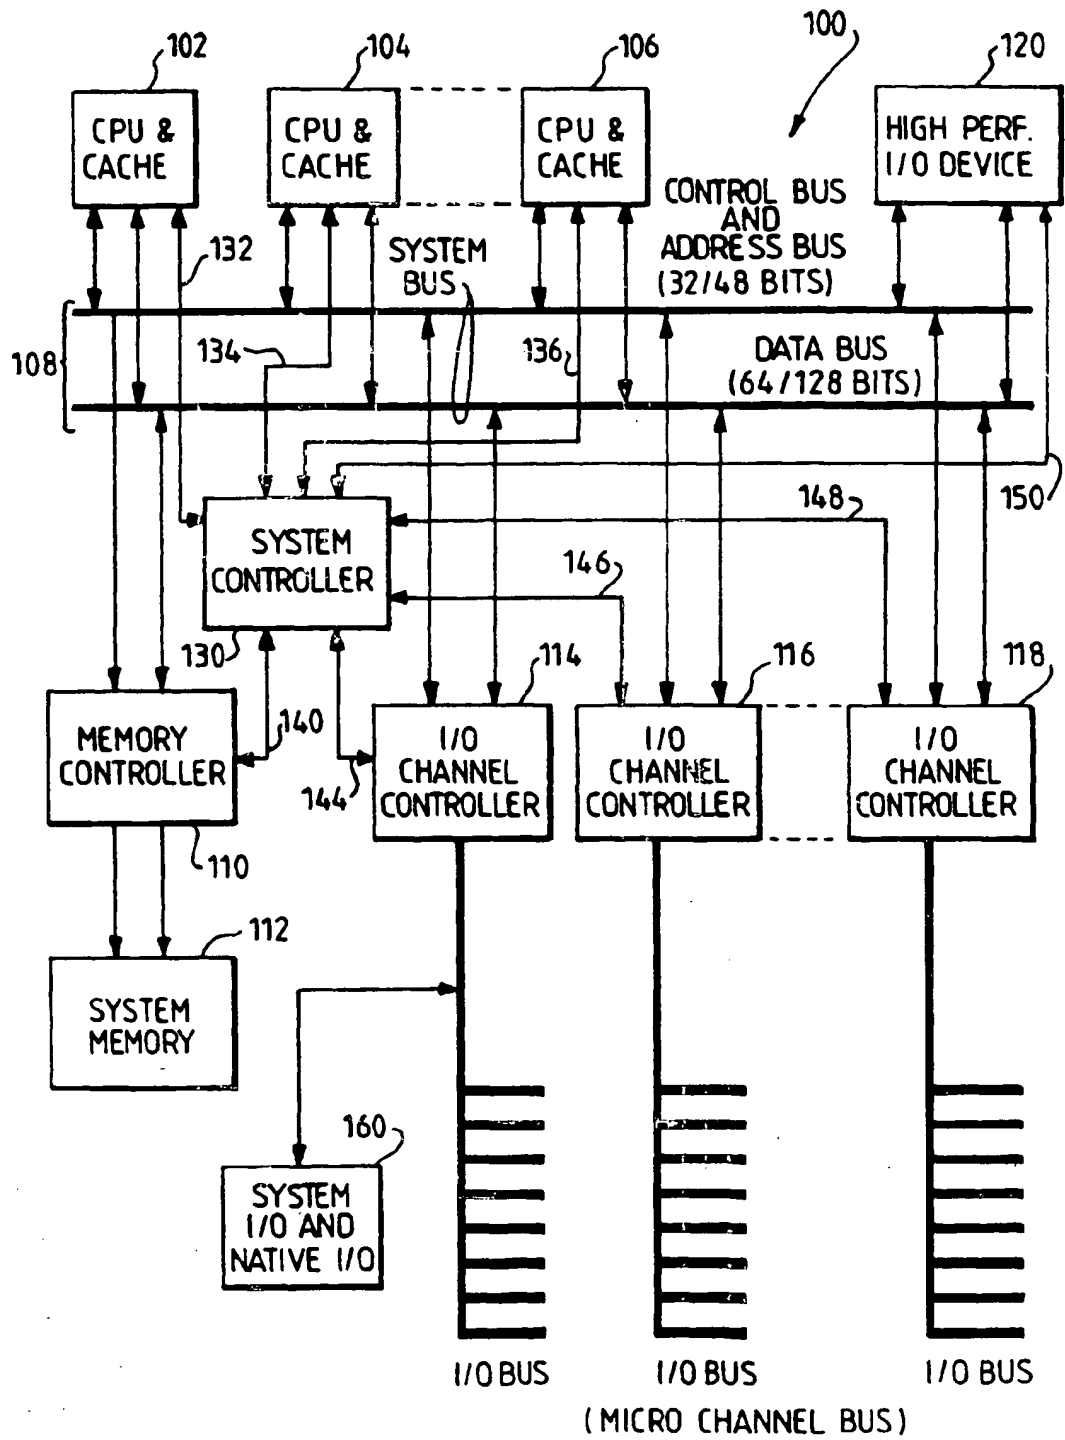 102
104
106
100
120
CPU &
CACHE
CPU &
CACHE
CPU &
CACHE
HIGH PERF.
I/O DEVICE
CONTROL BUS
AND
ADDRESS BUS
(32/48 BITS)
132
SYSTEM
BUS
108
134
136
DATA BUS
(64/128 BITS)
148
150
SYSTEM
CONTROLLER
146
130
114
116
118
MEMORY
CONTROLLER
140
144
I/O
CHANNEL
CONTROLLER
I/O
CHANNEL
CONTROLLER
I/O
CHANNEL
CONTROLLER
110
112
SYSTEM
MEMORY
160
SYSTEM
I/O AND
NATIVE I/O
I/O BUS
I/O BUS
I/O BUS
(MICRO CHANNEL BUS)